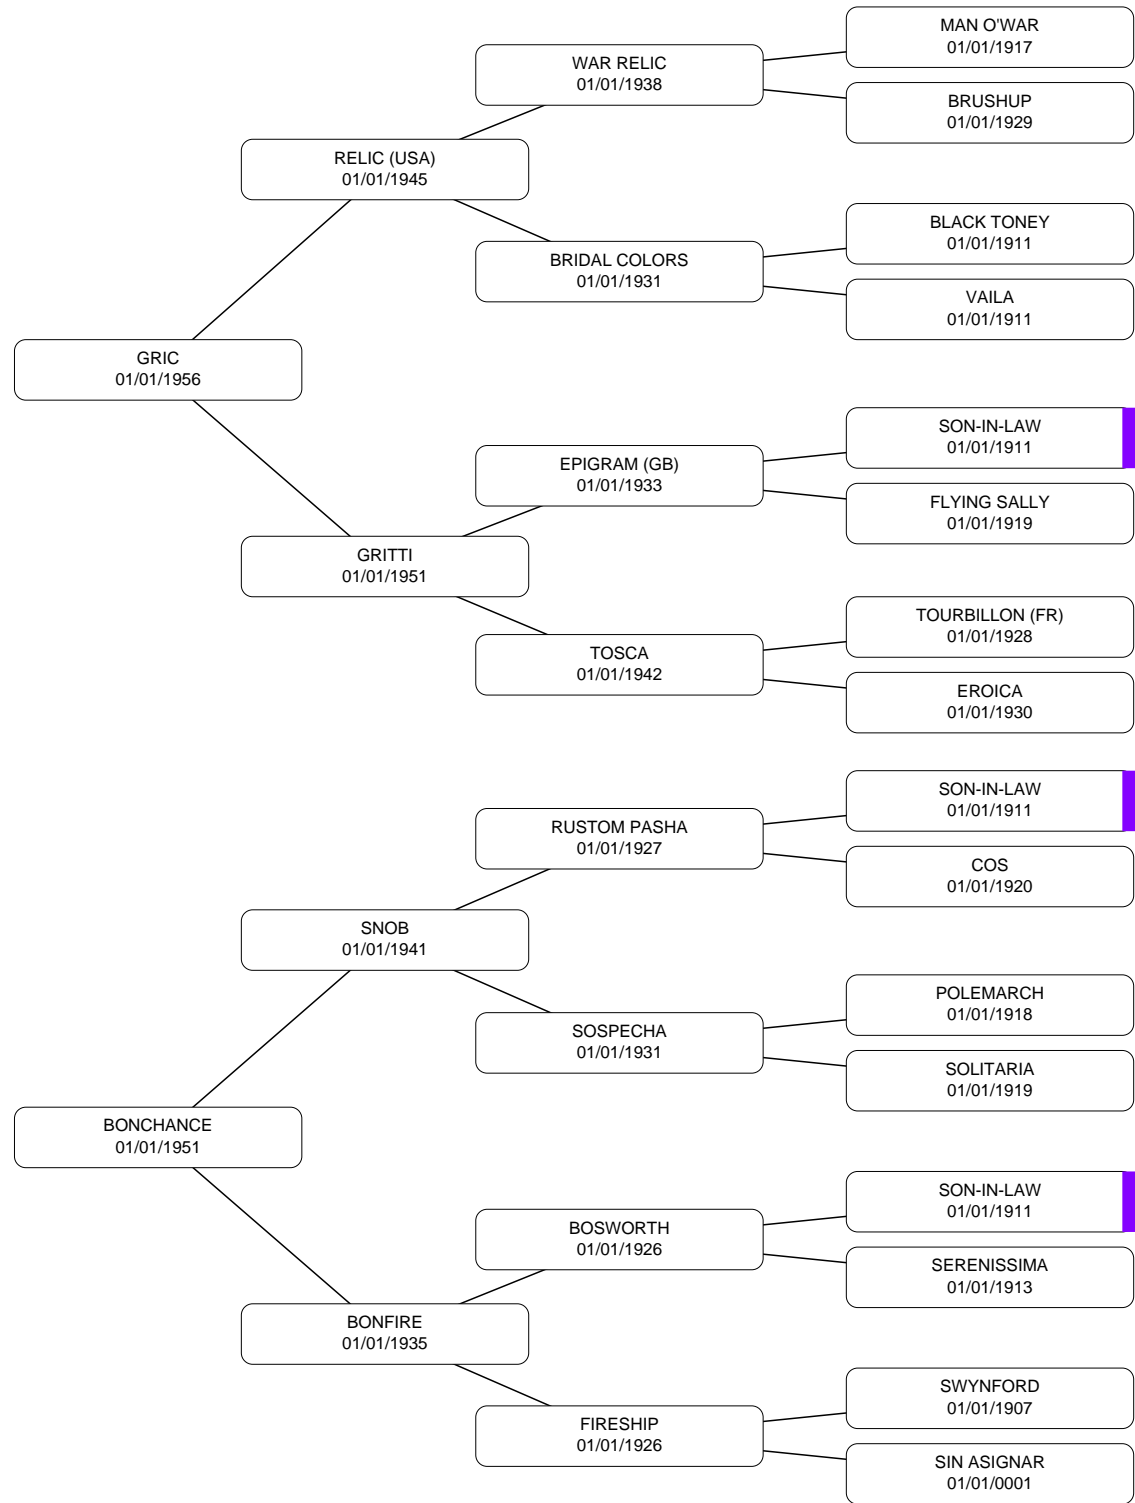 MAN O'WAR
01/01/1917
WAR RELIC
01/01/1938
BRUSHUP
01/01/1929
RELIC (USA)
01/01/1945
BLACK TONEY
01/01/1911
BRIDAL COLORS
01/01/1931
VAILA
01/01/1911
GRIC
01/01/1956
SON-IN-LAW
01/01/1911
EPIGRAM (GB)
01/01/1933
FLYING SALLY
01/01/1919
GRITTI
01/01/1951
TOURBILLON (FR)
01/01/1928
TOSCA
01/01/1942
EROICA
01/01/1930
SON-IN-LAW
01/01/1911
RUSTOM PASHA
01/01/1927
COS
01/01/1920
SNOB
01/01/1941
POLEMARCH
01/01/1918
SOSPECHA
01/01/1931
SOLITARIA
01/01/1919
BONCHANCE
01/01/1951
SON-IN-LAW
01/01/1911
BOSWORTH
01/01/1926
SERENISSIMA
01/01/1913
BONFIRE
01/01/1935
SWYNFORD
01/01/1907
FIRESHIP
01/01/1926
SIN ASIGNAR
01/01/0001